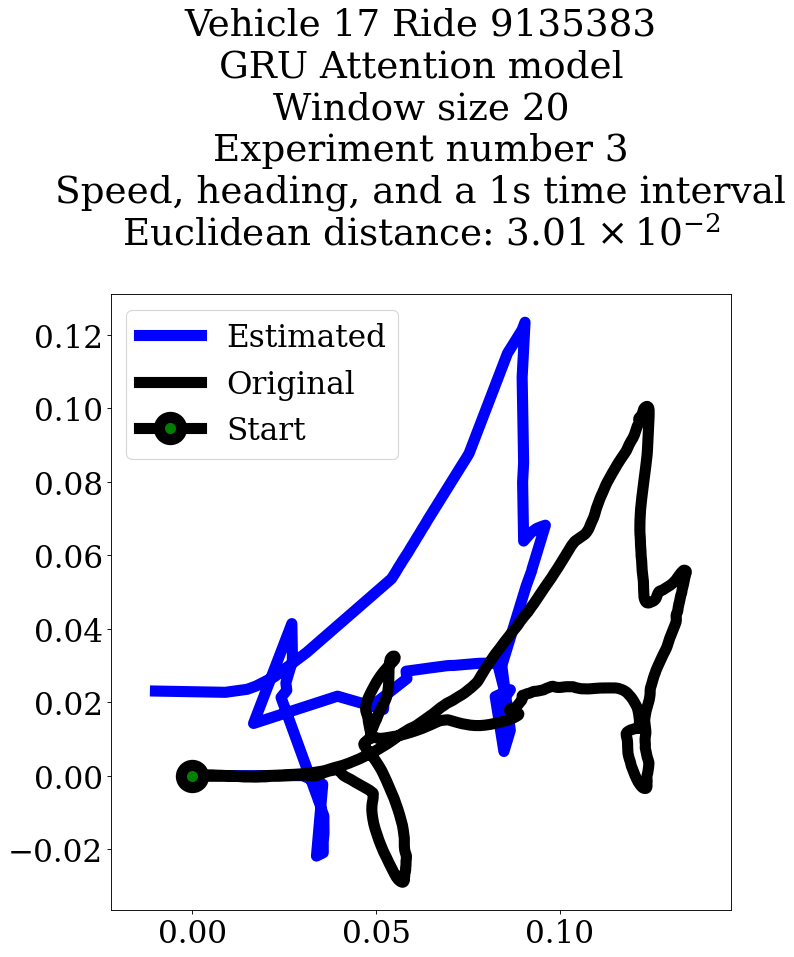 Vehicle 17 Ride 9135383
GRU Attention model
Window size 20
Experiment number 3
Speed, heading, and a 1s time interval
Euclidean distance: 3.01 × 10⁻²
Estimated
Original
Start
0.12
0.10
0.08
0.06
0.04
0.02
0.00
−0.02
0.00 0.05 0.10